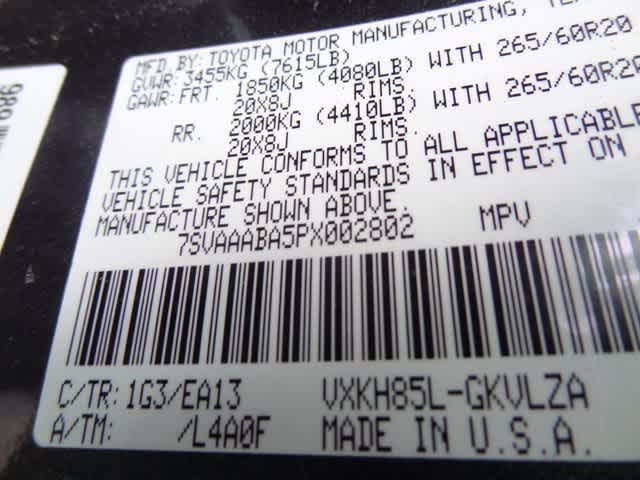 MFD. BY: TOYOTA MOTOR MANUFACTURING,
GVWR: 3455KG (7615LB)
GAWR: FRT. 1850KG (4080LB) WITH 265/60R20
20X8J RIMS.
RR. 2000KG (4410LB) WITH 265/60R20
20X8J RIMS.
THIS VEHICLE CONFORMS TO ALL APPLICABLE
VEHICLE SAFETY STANDARDS IN EFFECT ON
MANUFACTURE SHOWN ABOVE.
7SVAAABA5PX002802 MPV
C/TR: 1G3/EA13 VXKH85L-GKVLZA
A/TM: /L4A0F MADE IN U.S.A.